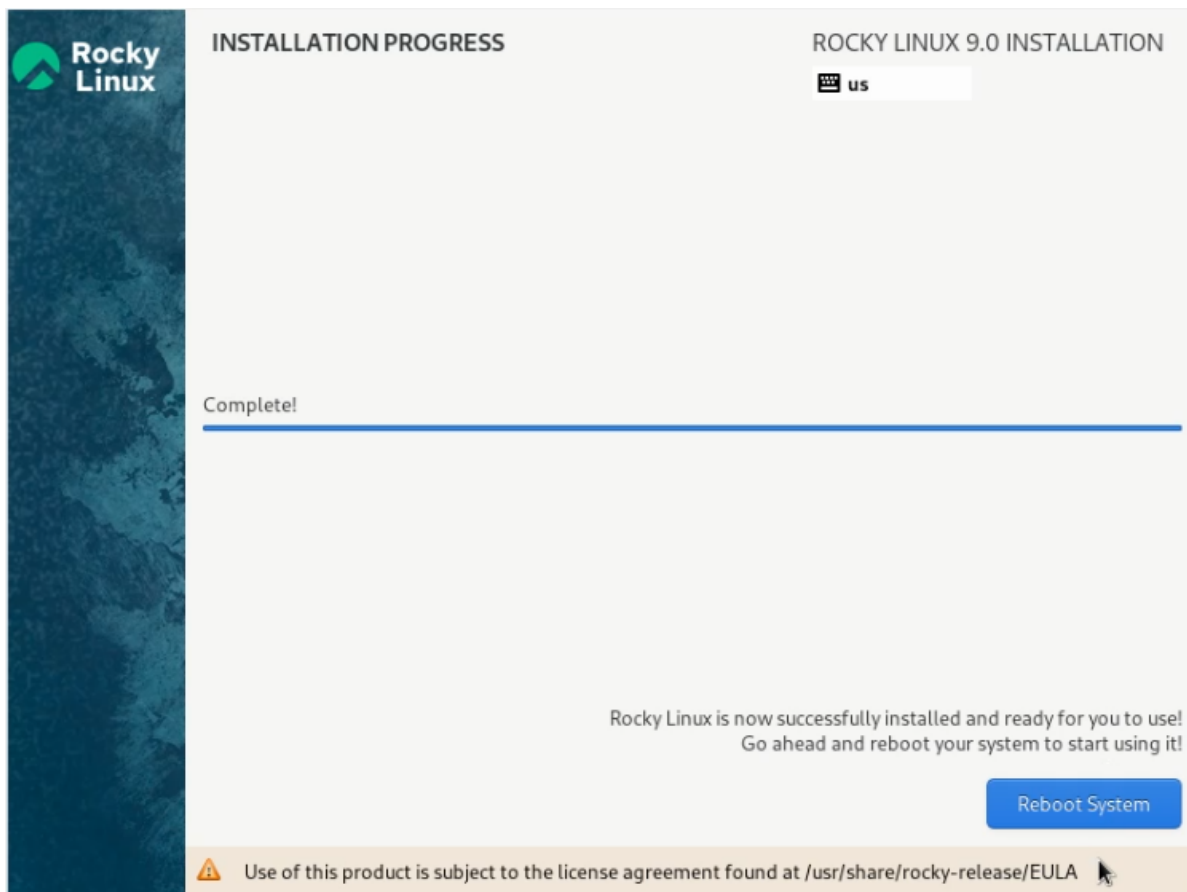 Rocky
Linux
INSTALLATION PROGRESS
ROCKY LINUX 9.0 INSTALLATION
us
Complete!
Rocky Linux is now successfully installed and ready for you to use!
Go ahead and reboot your system to start using it!
Reboot System
Use of this product is subject to the license agreement found at /usr/share/rocky-release/EULA